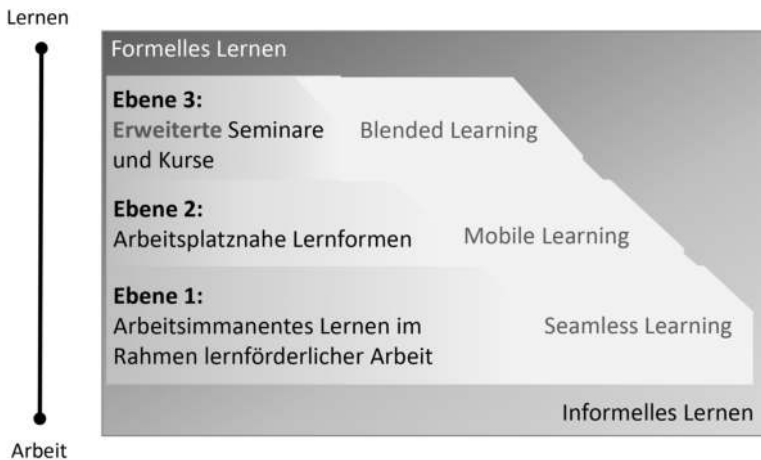 Lernen
Formelles Lernen
Ebene 3:
Erweiterte Seminare
und Kurse
Blended Learning
Ebene 2:
Arbeitsplatznahe Lernformen
Mobile Learning
Ebene 1:
Arbeitsimmanentes Lernen im
Rahmen lernförderlicher Arbeit
Seamless Learning
Informelles Lernen
Arbeit